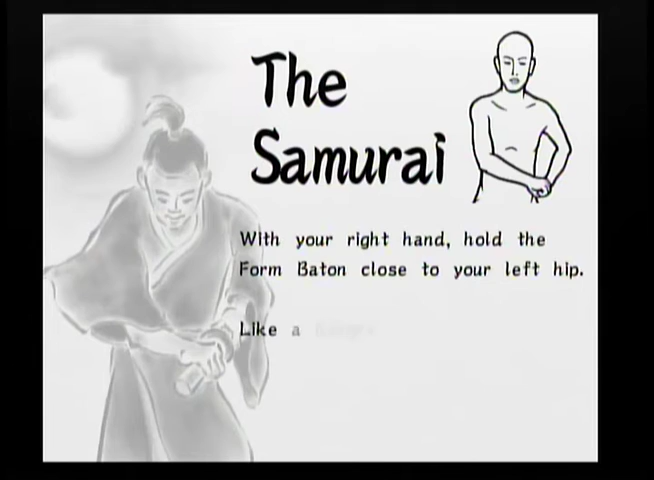 The
Samurai
With your right hand, hold the
Form Baton close to your left hip.
Like a